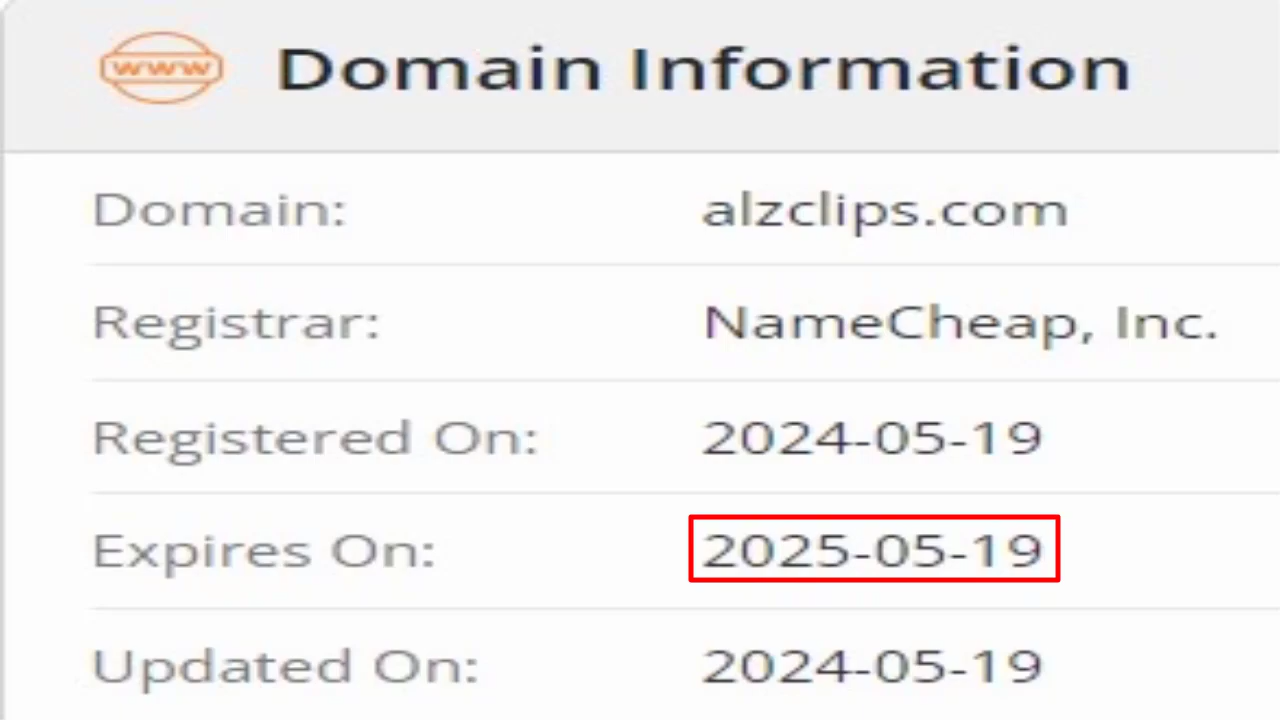 www
Domain Information
Domain: alzclips.com
Registrar: NameCheap, Inc.
Registered On: 2024-05-19
Expires On: 2025-05-19
Updated On: 2024-05-19